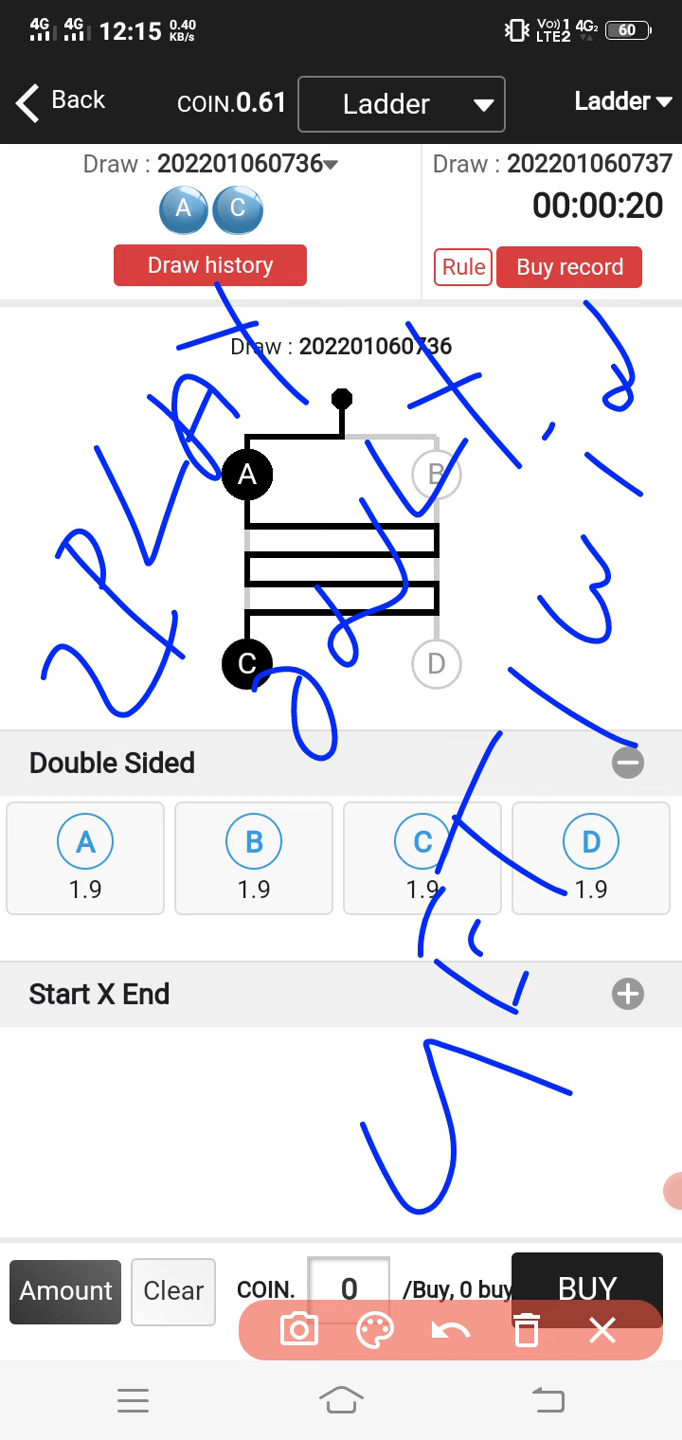 4G 4G 12:15 0.40 KB/s Vo)) 1 LTE2 4G2 60
Back COIN.0.61 Ladder Ladder
Draw : 202201060736 Draw : 202201060737
A C 00:00:20
Draw history Rule Buy record
Draw : 202201060736
A B
C D
Double Sided
A B C D
1.9 1.9 1.9 1.9
Start X End
Amount Clear COIN. 0 /Buy, 0 buy BUY